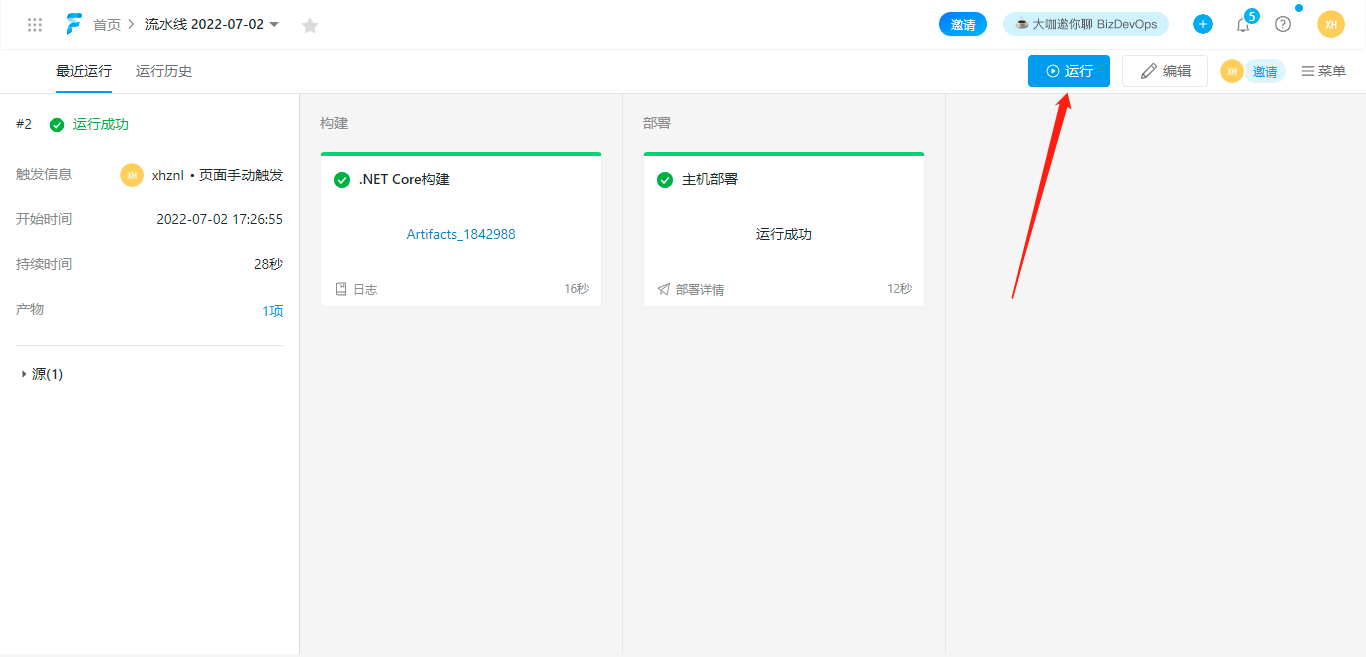 首页 > 流水线 2022-07-02
邀请
大咖邀你聊 BizDevOps
5
XH
最近运行
运行历史
运行
编辑
XH
邀请
菜单
#2 运行成功
触发信息 XH xhznl • 页面手动触发
开始时间 2022-07-02 17:26:55
持续时间 28秒
产物 1项
源(1)
构建
.NET Core构建
Artifacts_1842988
日志 16秒
部署
主机部署
运行成功
部署详情 12秒